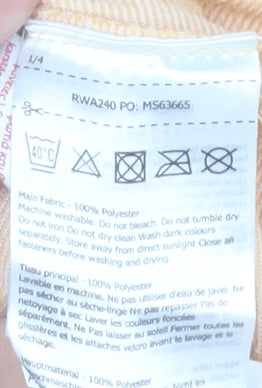 1/4
RWA240 PO: MS63665
40°C
Main Fabric - 100% Polyester
Machine washable. Do not bleach. Do not tumble dry
Do not iron Do not dry clean Wash dark colours
separately. Store away from direct sunlight Close all
fasteners before washing and drying.
Tissu principal - 100% Polyester
Lavable en machine. Ne pas utiliser d'eau de javel. Ne
pas sécher au sèche-linge Ne pas repasser Pas de
netoyage à sec Laver les couleurs foncées
séparément. Ne Pas laisser au soleil Fermer toutes les
glissières et les attaches velcro avant le lavage et le
séchage.
Hauptmaterial - 100% Polyester
Nicht